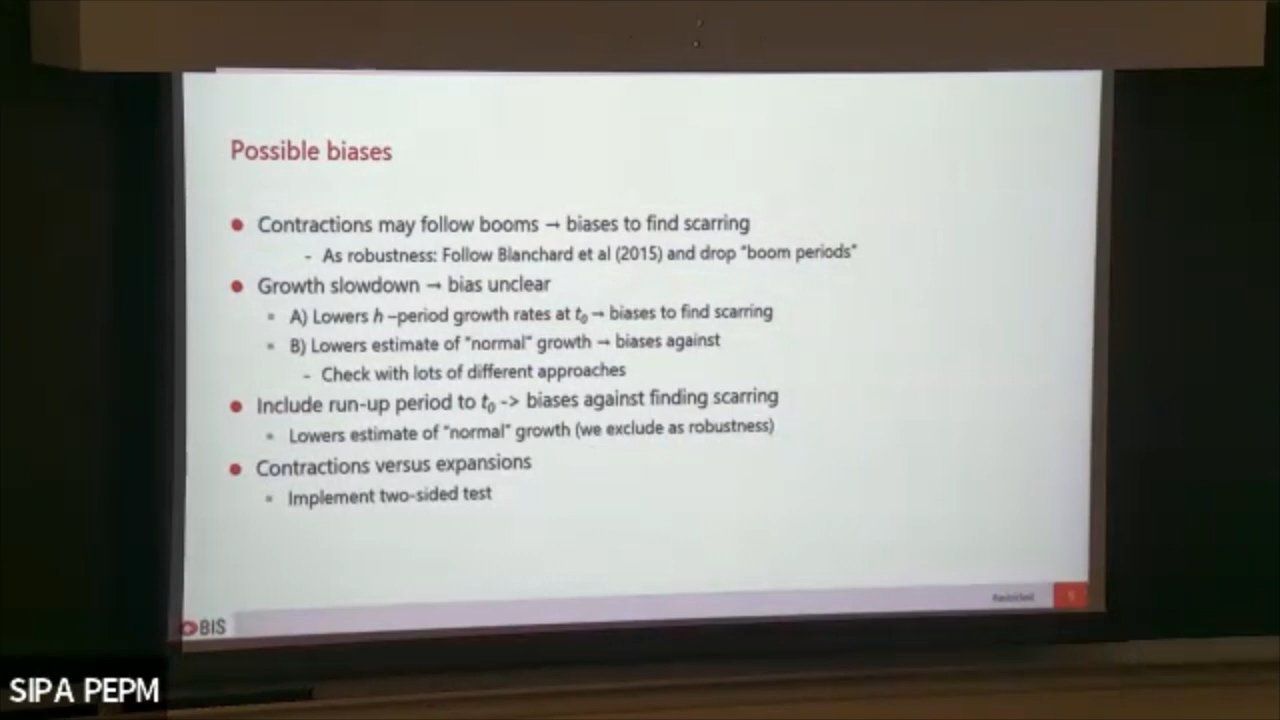 Possible biases
Contractions may follow booms → biases to find scarring
- As robustness: Follow Blanchard et al (2015) and drop "boom periods"
Growth slowdown → bias unclear
A) Lowers h –period growth rates at t₀ → biases to find scarring
B) Lowers estimate of "normal" growth → biases against
- Check with lots of different approaches
Include run-up period to t₀ -> biases against finding scarring
Lowers estimate of "normal" growth (we exclude as robustness)
Contractions versus expansions
Implement two-sided test
Restricted
BIS
SIPA PEPM